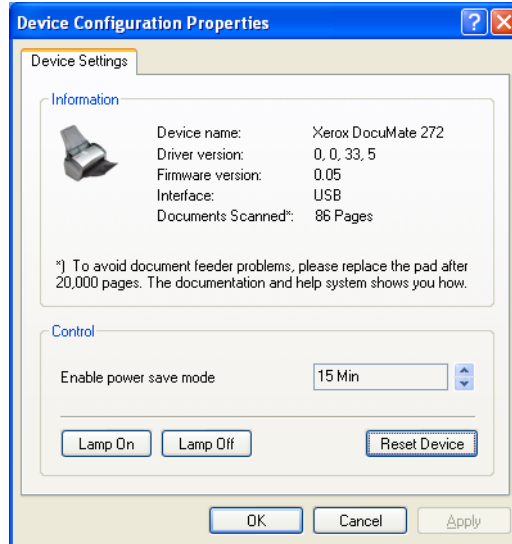 Device Configuration Properties
Device Settings
Information
Device name: Xerox DocuMate 272
Driver version: 0, 0, 33, 5
Firmware version: 0.05
Interface: USB
Documents Scanned*: 86 Pages
*) To avoid document feeder problems, please replace the pad after
20,000 pages. The documentation and help system shows you how.
Control
Enable power save mode 15 Min
Lamp On Lamp Off Reset Device
OK Cancel Apply